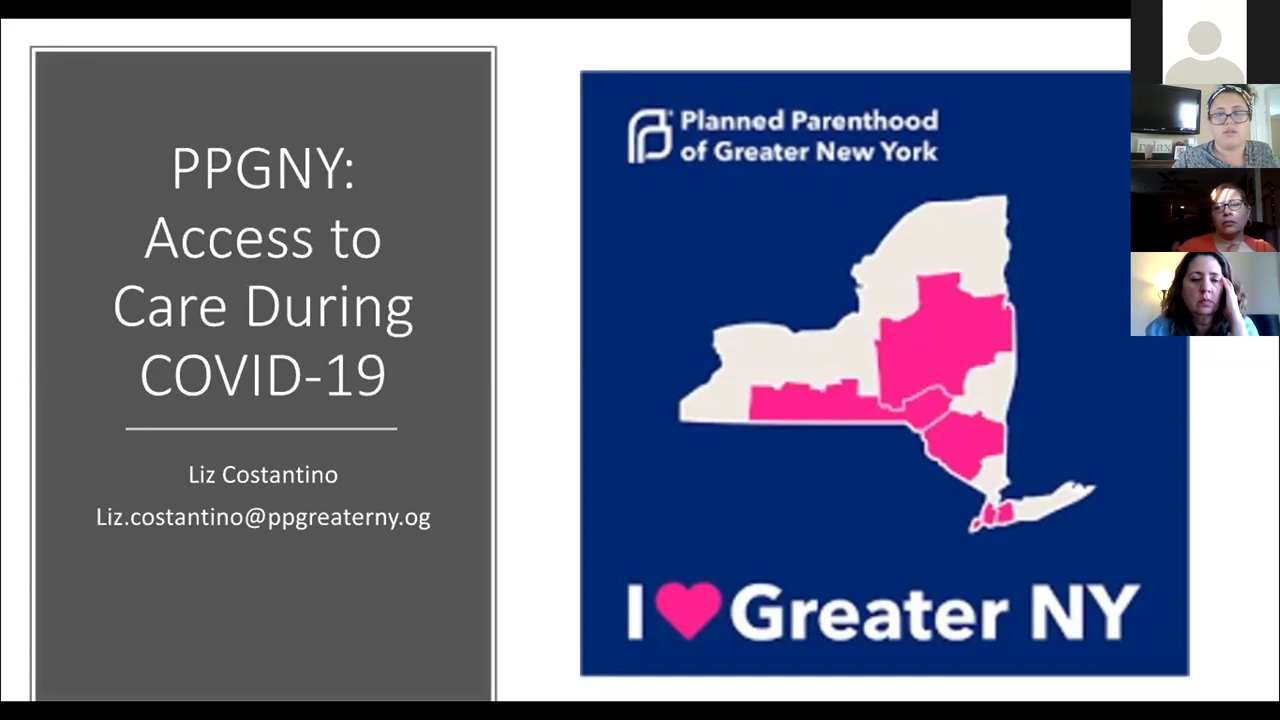 PPGNY:
Access to
Care During
COVID-19
Liz Costantino
Liz.costantino@ppgreaterny.og
Planned Parenthood
of Greater New York
I Greater NY
relax